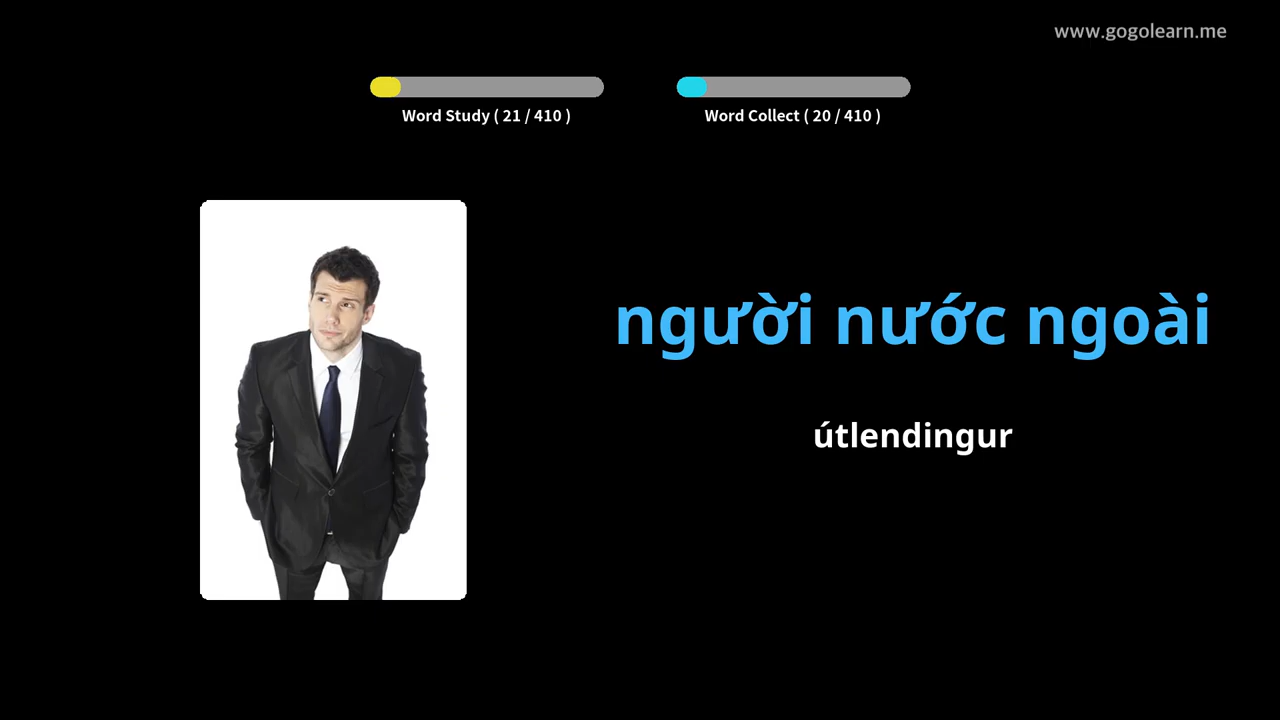 www.gogolearn.me
Word Study ( 21 / 410 )
Word Collect ( 20 / 410 )
người nước ngoài
útlendingur